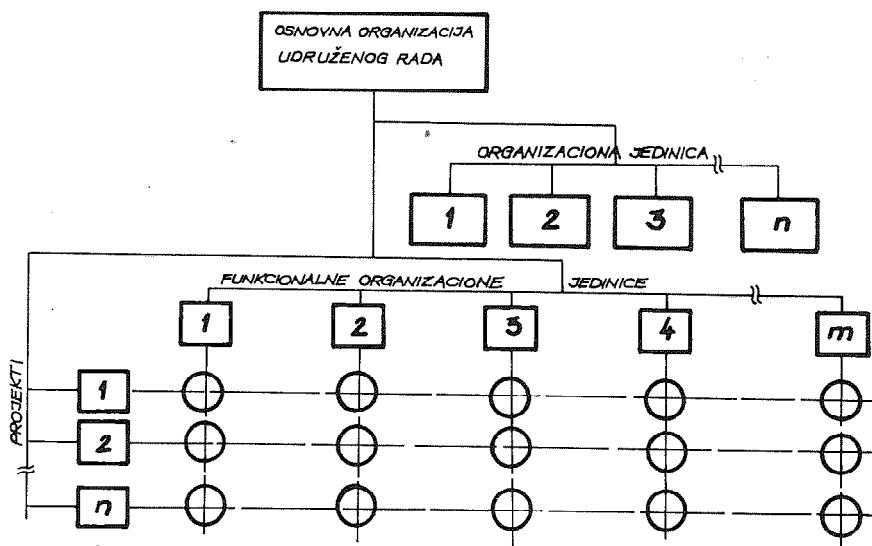 OSNOVNA ORGANIZACIJA
UDRUŽENOG RADA
ORGANIZACIONA JEDINICA
1 2 3 n
FUNKCIONALNE ORGANIZACIONE JEDINICE
1 2 3 4 m
PROJEKTI
1
2
n